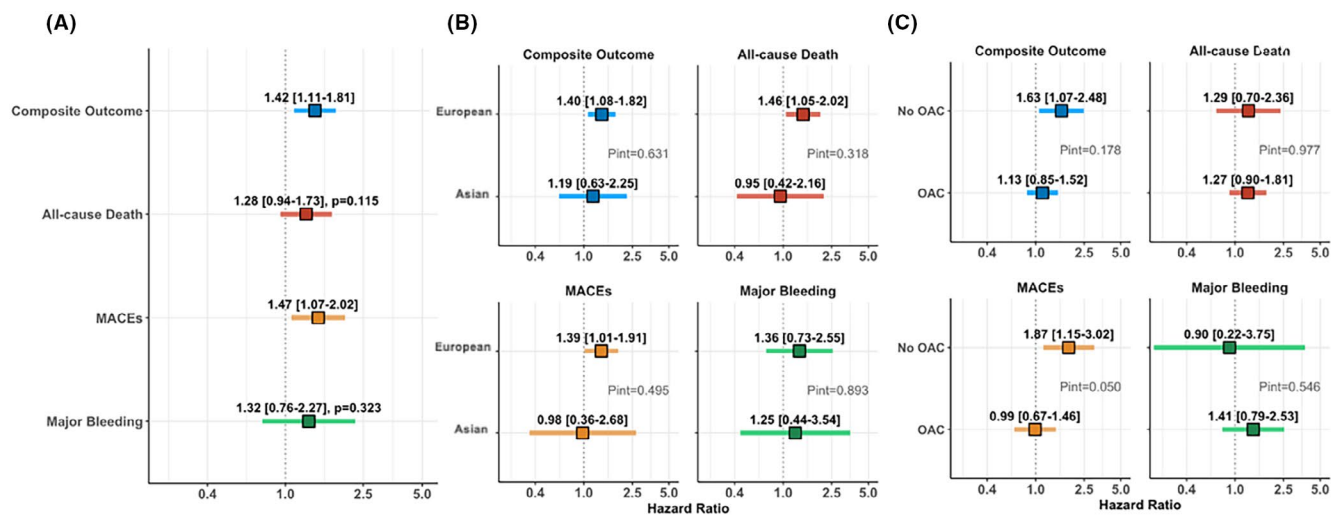 (A)
Composite Outcome
1.42 [1.11-1.81]
All-cause Death
1.28 [0.94-1.73], p=0.115
MACEs
1.47 [1.07-2.02]
Major Bleeding
1.32 [0.76-2.27], p=0.323
0.4 1.0 2.5 5.0
(B)
Composite Outcome
European
1.40 [1.08-1.82]
Pint=0.631
Asian
1.19 [0.63-2.25]
0.4 1.0 2.5 5.0
All-cause Death
1.46 [1.05-2.02]
Pint=0.318
0.95 [0.42-2.16]
0.4 1.0 2.5 5.0
MACEs
European
1.39 [1.01-1.91]
Pint=0.495
Asian
0.98 [0.36-2.68]
0.4 1.0 2.5 5.0
Major Bleeding
1.36 [0.73-2.55]
Pint=0.893
1.25 [0.44-3.54]
0.4 1.0 2.5 5.0
Hazard Ratio
(C)
Composite Outcome
No OAC
1.63 [1.07-2.48]
Pint=0.178
OAC
1.13 [0.85-1.52]
0.4 1.0 2.5 5.0
All-cause Death
1.29 [0.70-2.36]
Pint=0.977
1.27 [0.90-1.81]
0.4 1.0 2.5 5.0
MACEs
No OAC
1.87 [1.15-3.02]
Pint=0.050
OAC
0.99 [0.67-1.46]
0.4 1.0 2.5 5.0
Major Bleeding
0.90 [0.22-3.75]
Pint=0.546
1.41 [0.79-2.53]
0.4 1.0 2.5 5.0
Hazard Ratio